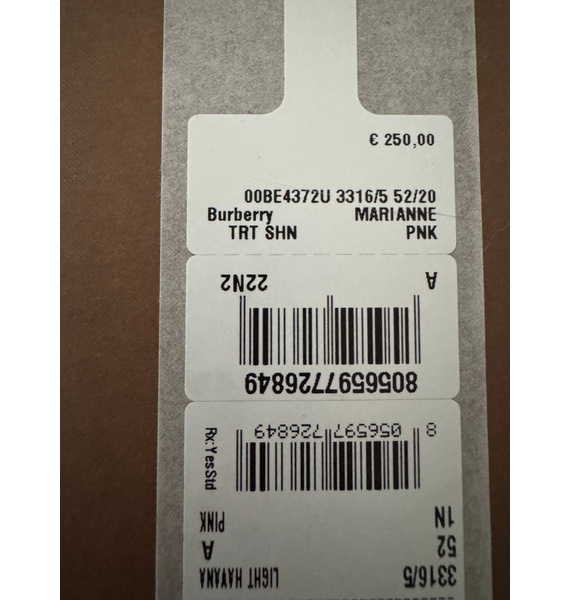 € 250,00
00BE4372U 3316/5 52/20
Burberry MARIANNE
TRT SHN PNK
A 22N2
8056597726849
8 056597 726849
Rx:YesStd
1N PINK
52 A
3316/5 LIGHT HAVANA